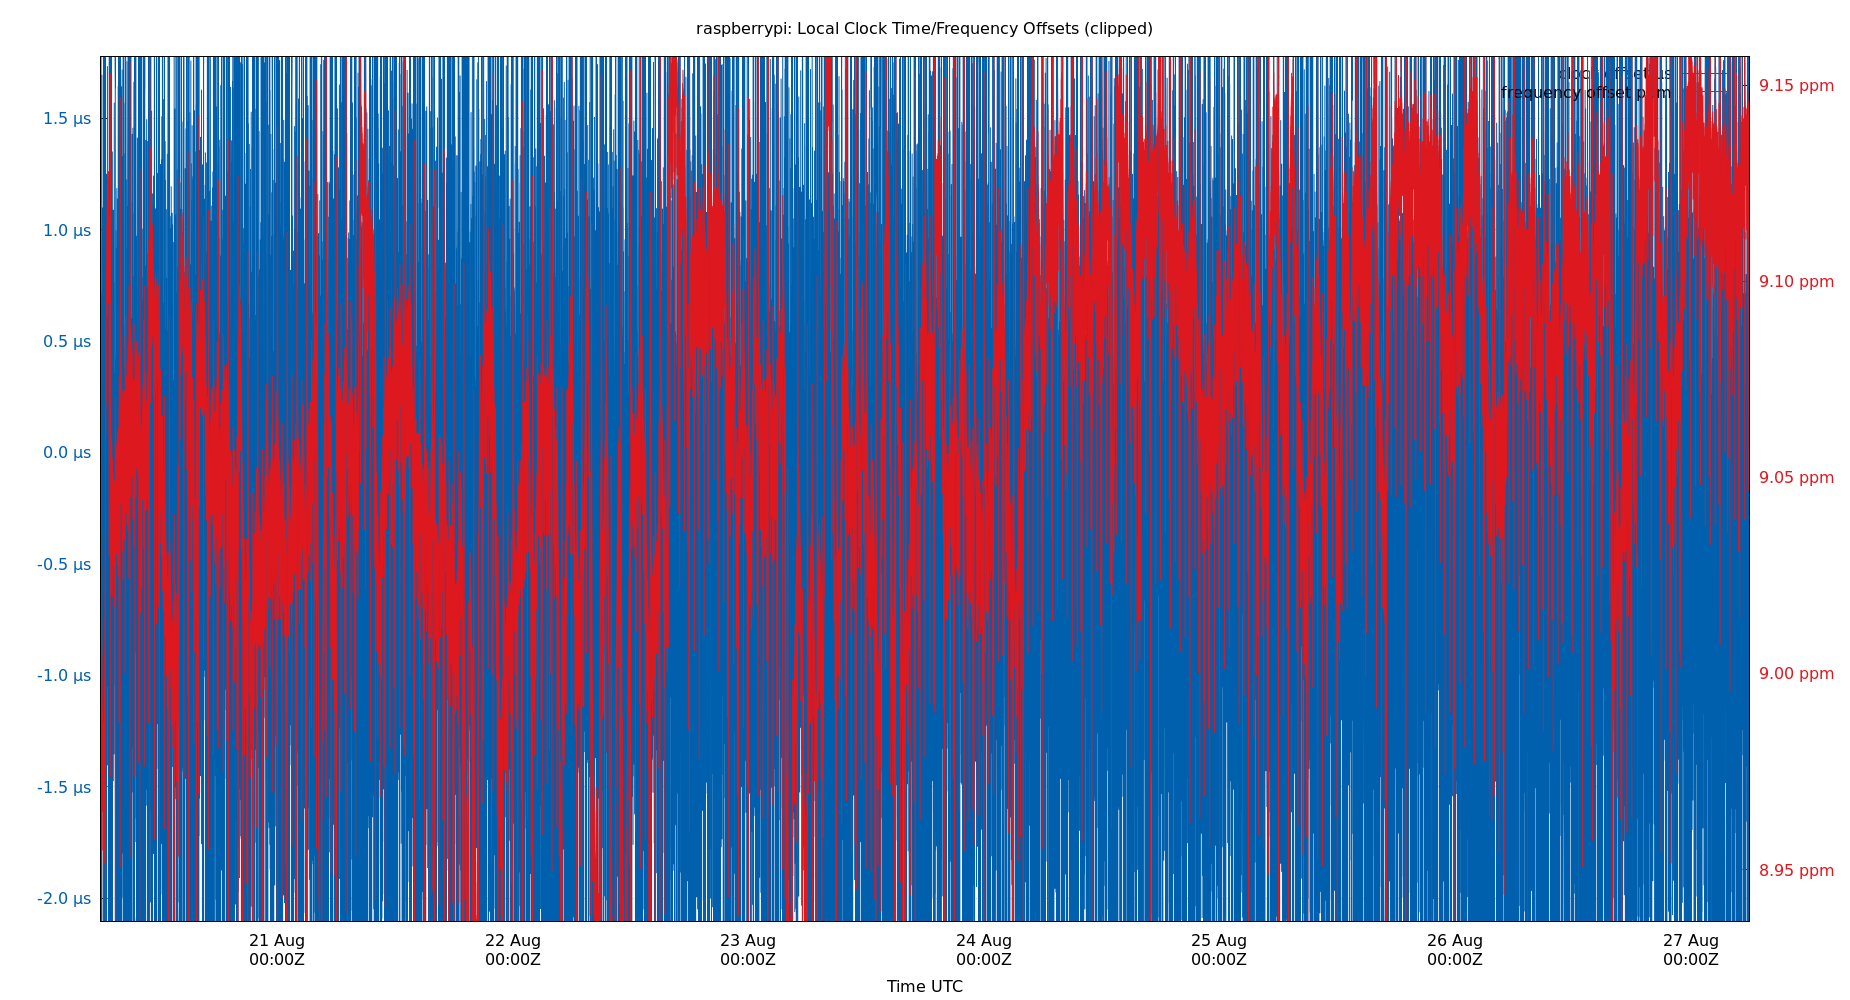 raspberrypi: Local Clock Time/Frequency Offsets (clipped)
clock offset µs
frequency offset ppm
1.5 µs
1.0 µs
0.5 µs
0.0 µs
-0.5 µs
-1.0 µs
-1.5 µs
-2.0 µs
9.15 ppm
9.10 ppm
9.05 ppm
9.00 ppm
8.95 ppm
21 Aug 22 Aug 23 Aug 24 Aug 25 Aug 26 Aug 27 Aug
00:00Z 00:00Z 00:00Z 00:00Z 00:00Z 00:00Z 00:00Z
Time UTC